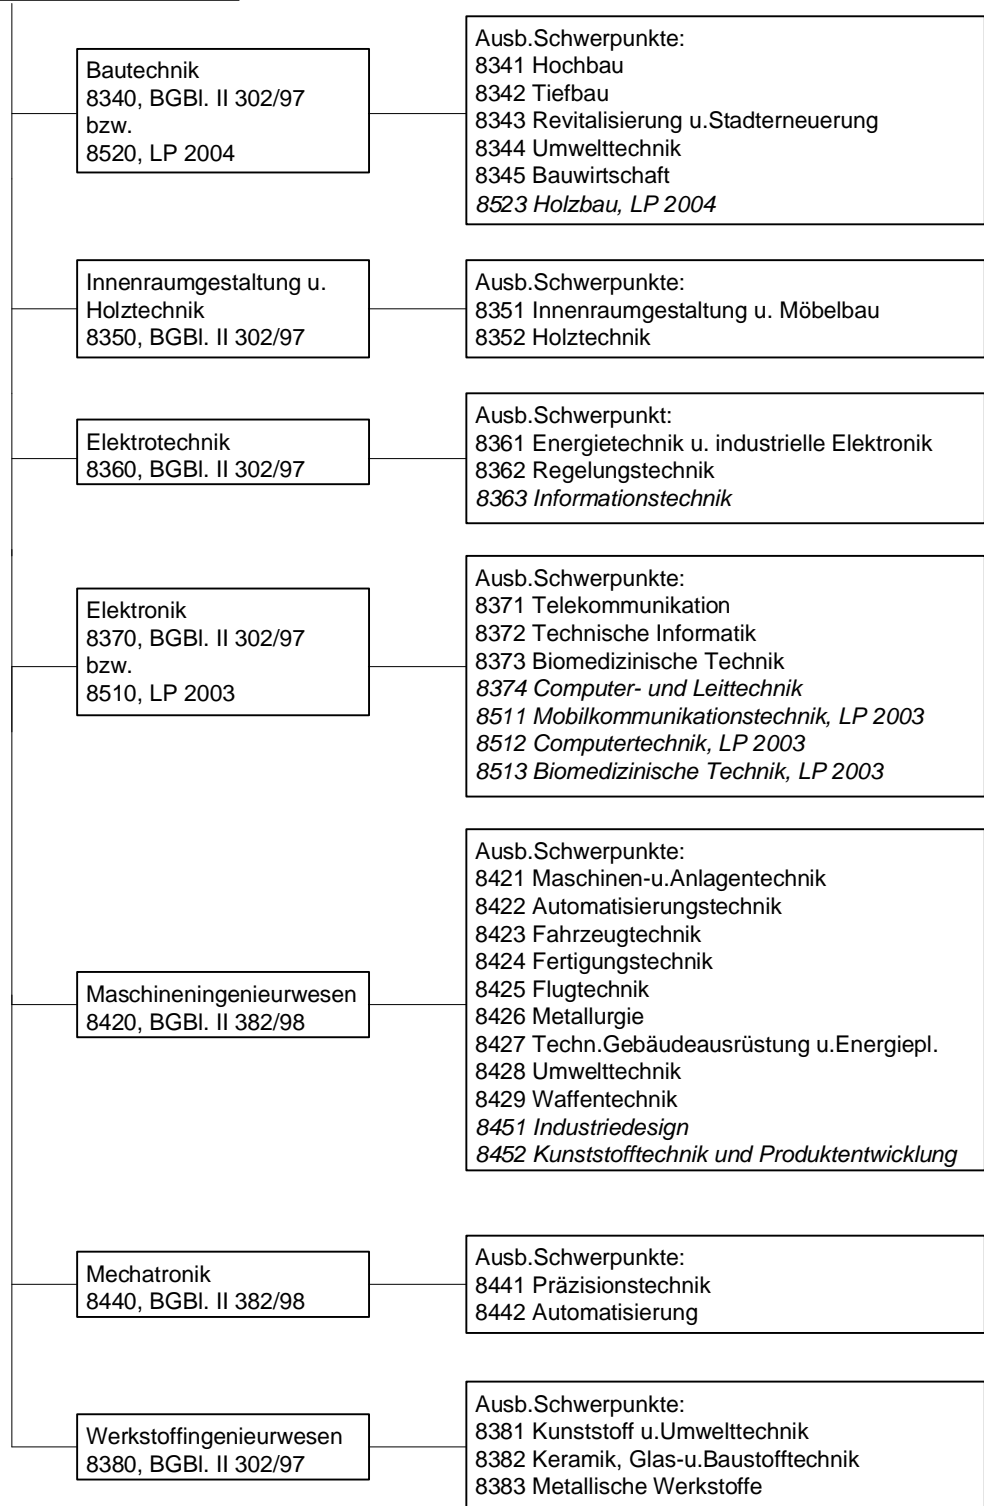 Bautechnik
8340, BGBl. II 302/97
bzw.
8520, LP 2004
Ausb.Schwerpunkte:
8341 Hochbau
8342 Tiefbau
8343 Revitalisierung u.Stadterneuerung
8344 Umwelttechnik
8345 Bauwirtschaft
8523 Holzbau, LP 2004
Innenraumgestaltung u.
Holztechnik
8350, BGBl. II 302/97
Ausb.Schwerpunkte:
8351 Innenraumgestaltung u. Möbelbau
8352 Holztechnik
Elektrotechnik
8360, BGBl. II 302/97
Ausb.Schwerpunkt:
8361 Energietechnik u. industrielle Elektronik
8362 Regelungstechnik
8363 Informationstechnik
Elektronik
8370, BGBl. II 302/97
bzw.
8510, LP 2003
Ausb.Schwerpunkte:
8371 Telekommunikation
8372 Technische Informatik
8373 Biomedizinische Technik
8374 Computer- und Leittechnik
8511 Mobilkommunikationstechnik, LP 2003
8512 Computertechnik, LP 2003
8513 Biomedizinische Technik, LP 2003
Maschineningenieurwesen
8420, BGBl. II 382/98
Ausb.Schwerpunkte:
8421 Maschinen-u.Anlagentechnik
8422 Automatisierungstechnik
8423 Fahrzeugtechnik
8424 Fertigungstechnik
8425 Flugtechnik
8426 Metallurgie
8427 Techn.Gebäudeausrüstung u.Energiepl.
8428 Umwelttechnik
8429 Waffentechnik
8451 Industriedesign
8452 Kunststofftechnik und Produktentwicklung
Mechatronik
8440, BGBl. II 382/98
Ausb.Schwerpunkte:
8441 Präzisionstechnik
8442 Automatisierung
Werkstoffingenieurwesen
8380, BGBl. II 302/97
Ausb.Schwerpunkte:
8381 Kunststoff u.Umwelttechnik
8382 Keramik, Glas-u.Baustofftechnik
8383 Metallische Werkstoffe